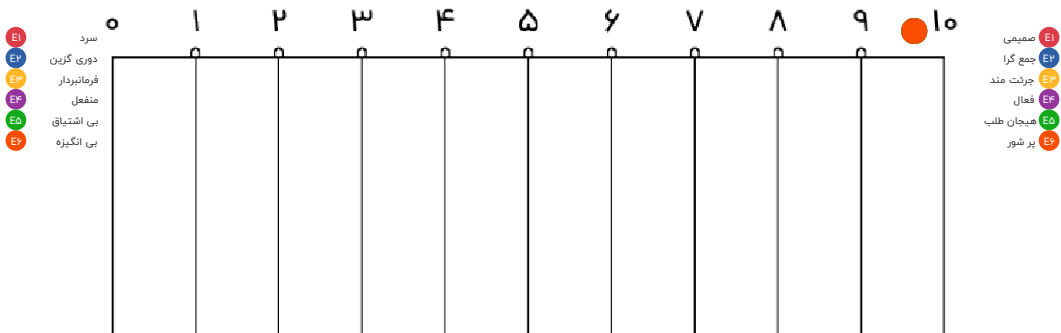 ۰ ۱ ۲ ۳ ۴ ۵ ۶ ۷ ۸ ۹ ۱۰
E۱ صمیمی
E۲ جمع گرا
E۳ جرئت مند
E۴ فعال
E۵ هیجان طلب
E۶ پر شور
سرد E۱
دوری گزین E۲
فرمانبردار E۳
منفعل E۴
بی اشتیاق E۵
بی انگیزه E۶